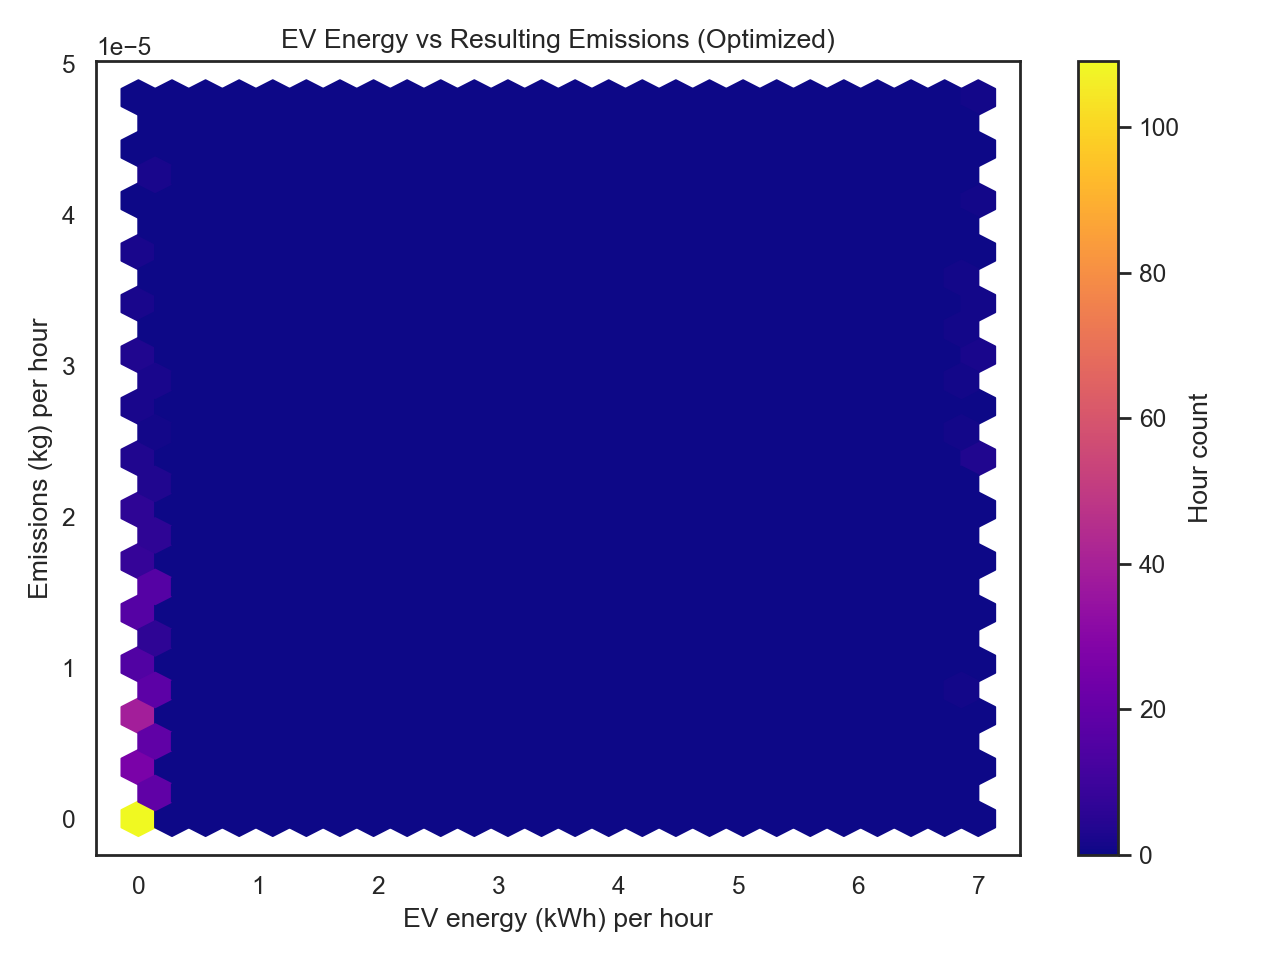 EV Energy vs Resulting Emissions (Optimized)
1e−5
5
4
3
2
1
0
Emissions (kg) per hour
0 1 2 3 4 5 6 7
EV energy (kWh) per hour
100
80
60
40
20
0
Hour count